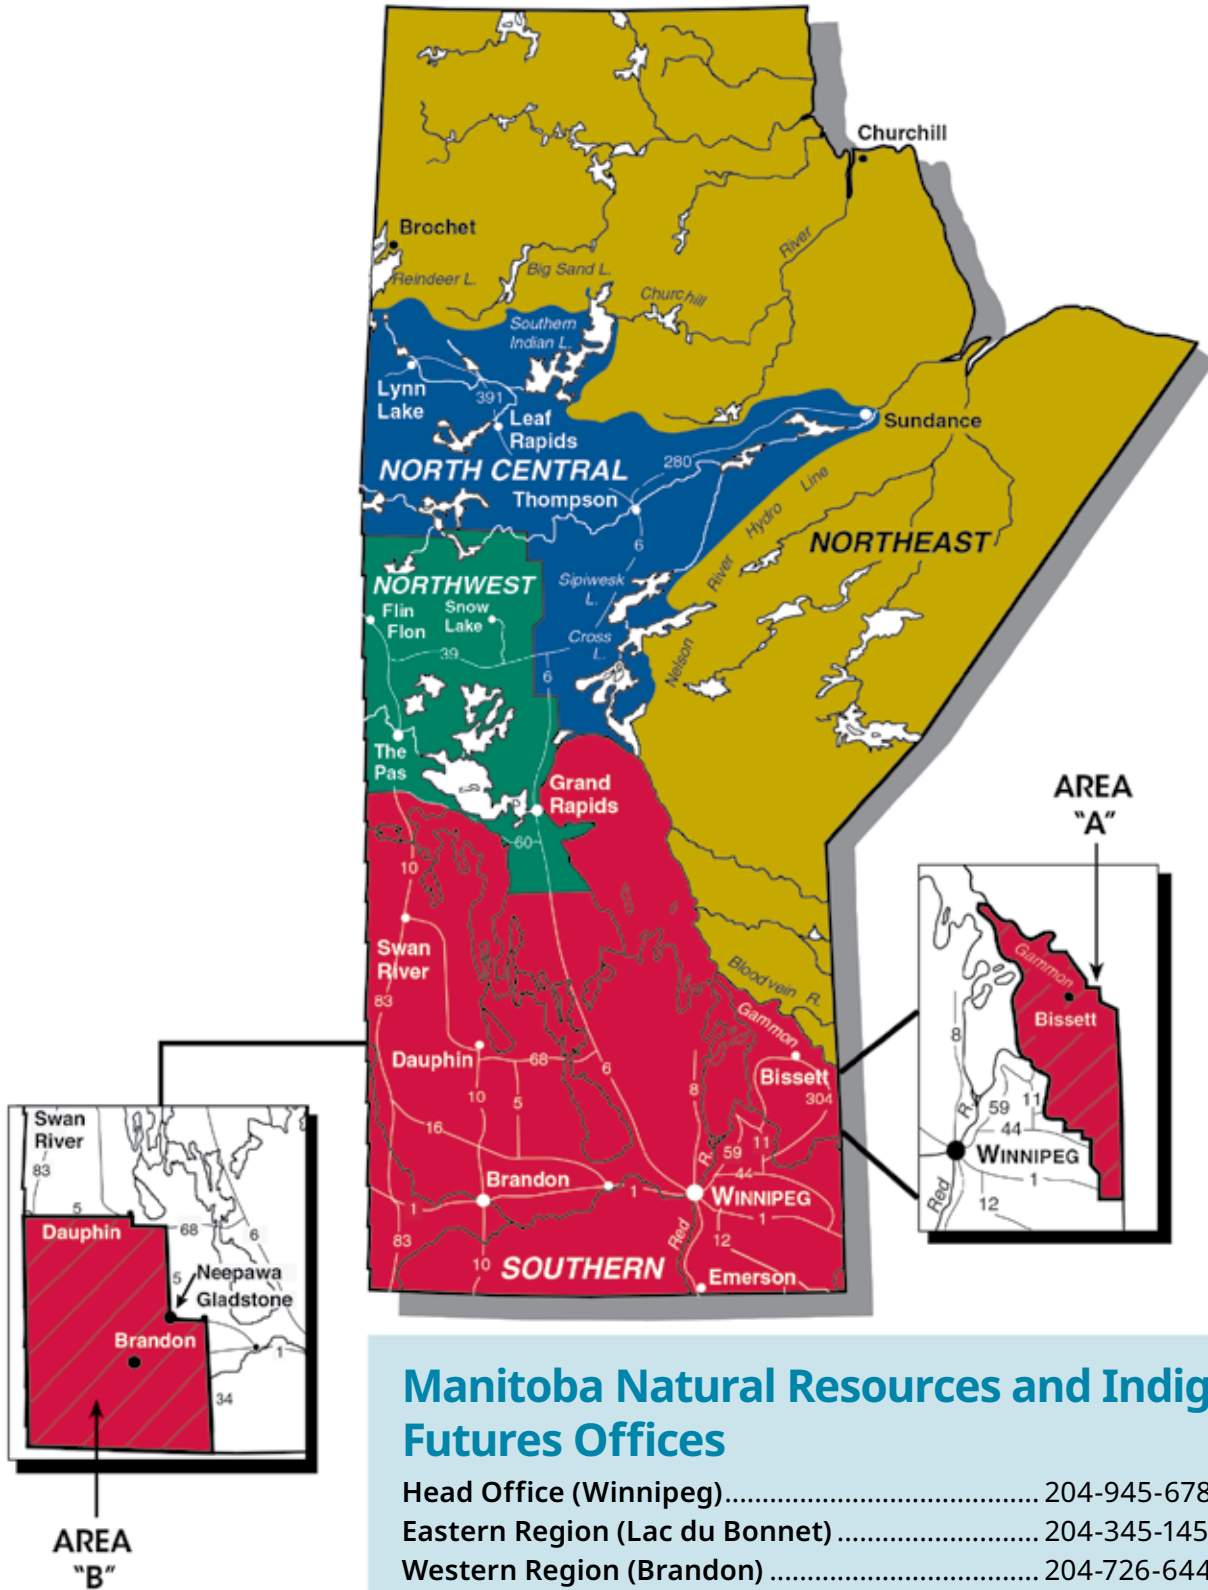 Churchill
Brochet
Reindeer L.
Big Sand L.
River
Churchill
Southern
Indian L.
Lynn
Lake
391
Leaf
Rapids
Sundance
NORTH CENTRAL
280
Thompson
Line
Hydro
River
Nelson
NORTHEAST
6
NORTHWEST
Sipiwesk
L.
Flin
Flon
Snow
Lake
Cross
L.
39
6
The
Pas
Grand
Rapids
60
10
Swan
River
83
Bloodvein R.
Gammon
Dauphin
68
6
8
Bissett
304
10
5
16
59
11
44
R.
Brandon
1
WINNIPEG
1
1
83
10
Red
12
SOUTHERN
Emerson
AREA
"A"
Gammon
Bissett
8
R.
59
11
44
WINNIPEG
1
Red
12
Swan
River
83
5
Dauphin
68
6
5
Neepawa
Gladstone
Brandon
1
34
AREA
"B"
Manitoba Natural Resources and Indig
Futures Offices
Head Office (Winnipeg).......................................... 204-945-678
Eastern Region (Lac du Bonnet)........................... 204-345-145
Western Region (Brandon).................................... 204-726-644